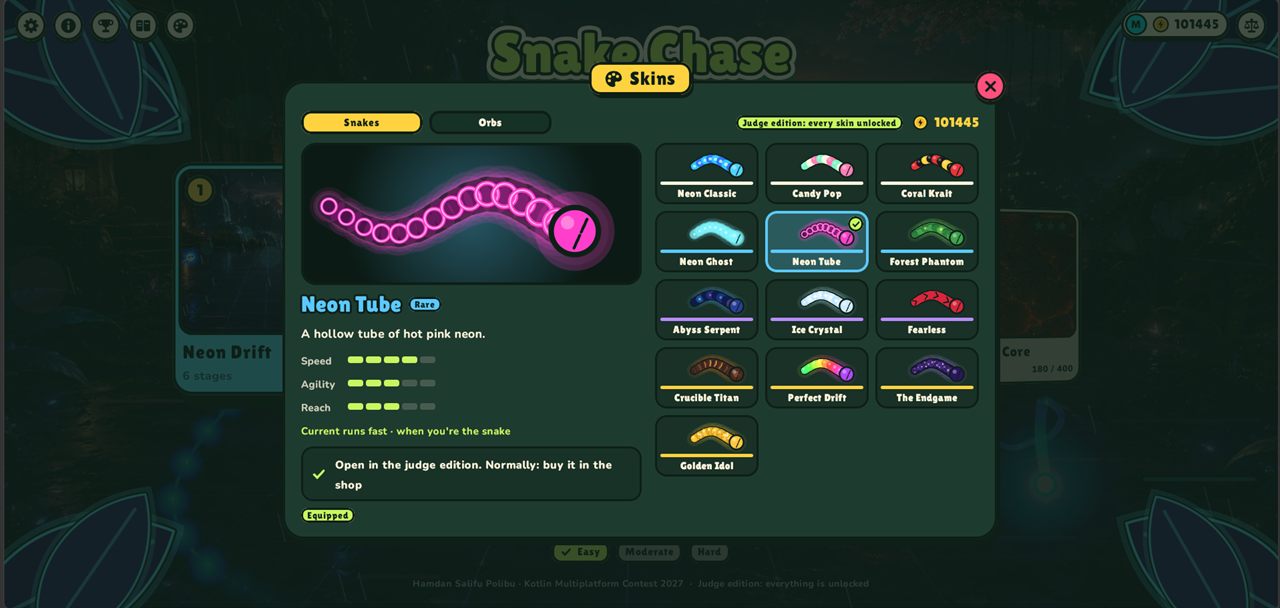 Snake Chase
M 101445
Skins
Snakes
Orbs
Judge edition: every skin unlocked
101445
1
Neon Drift
6 stages
Neon Tube
Rare
A hollow tube of hot pink neon.
Speed
Agility
Reach
Current runs fast · when you're the snake
Open in the judge edition. Normally: buy it in the
shop
Equipped
Neon Classic
Candy Pop
Coral Krait
Neon Ghost
Neon Tube
Forest Phantom
Abyss Serpent
Ice Crystal
Fearless
Crucible Titan
Perfect Drift
The Endgame
Golden Idol
Core
180 / 400
Easy
Moderate
Hard
Hamdan Salifu Polibu · Kotlin Multiplatform Contest 2027 · Judge edition: everything is unlocked